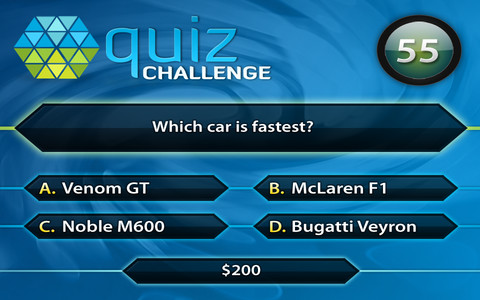 quiz
CHALLENGE
55
Which car is fastest?
A. Venom GT
B. McLaren F1
C. Noble M600
D. Bugatti Veyron
$200